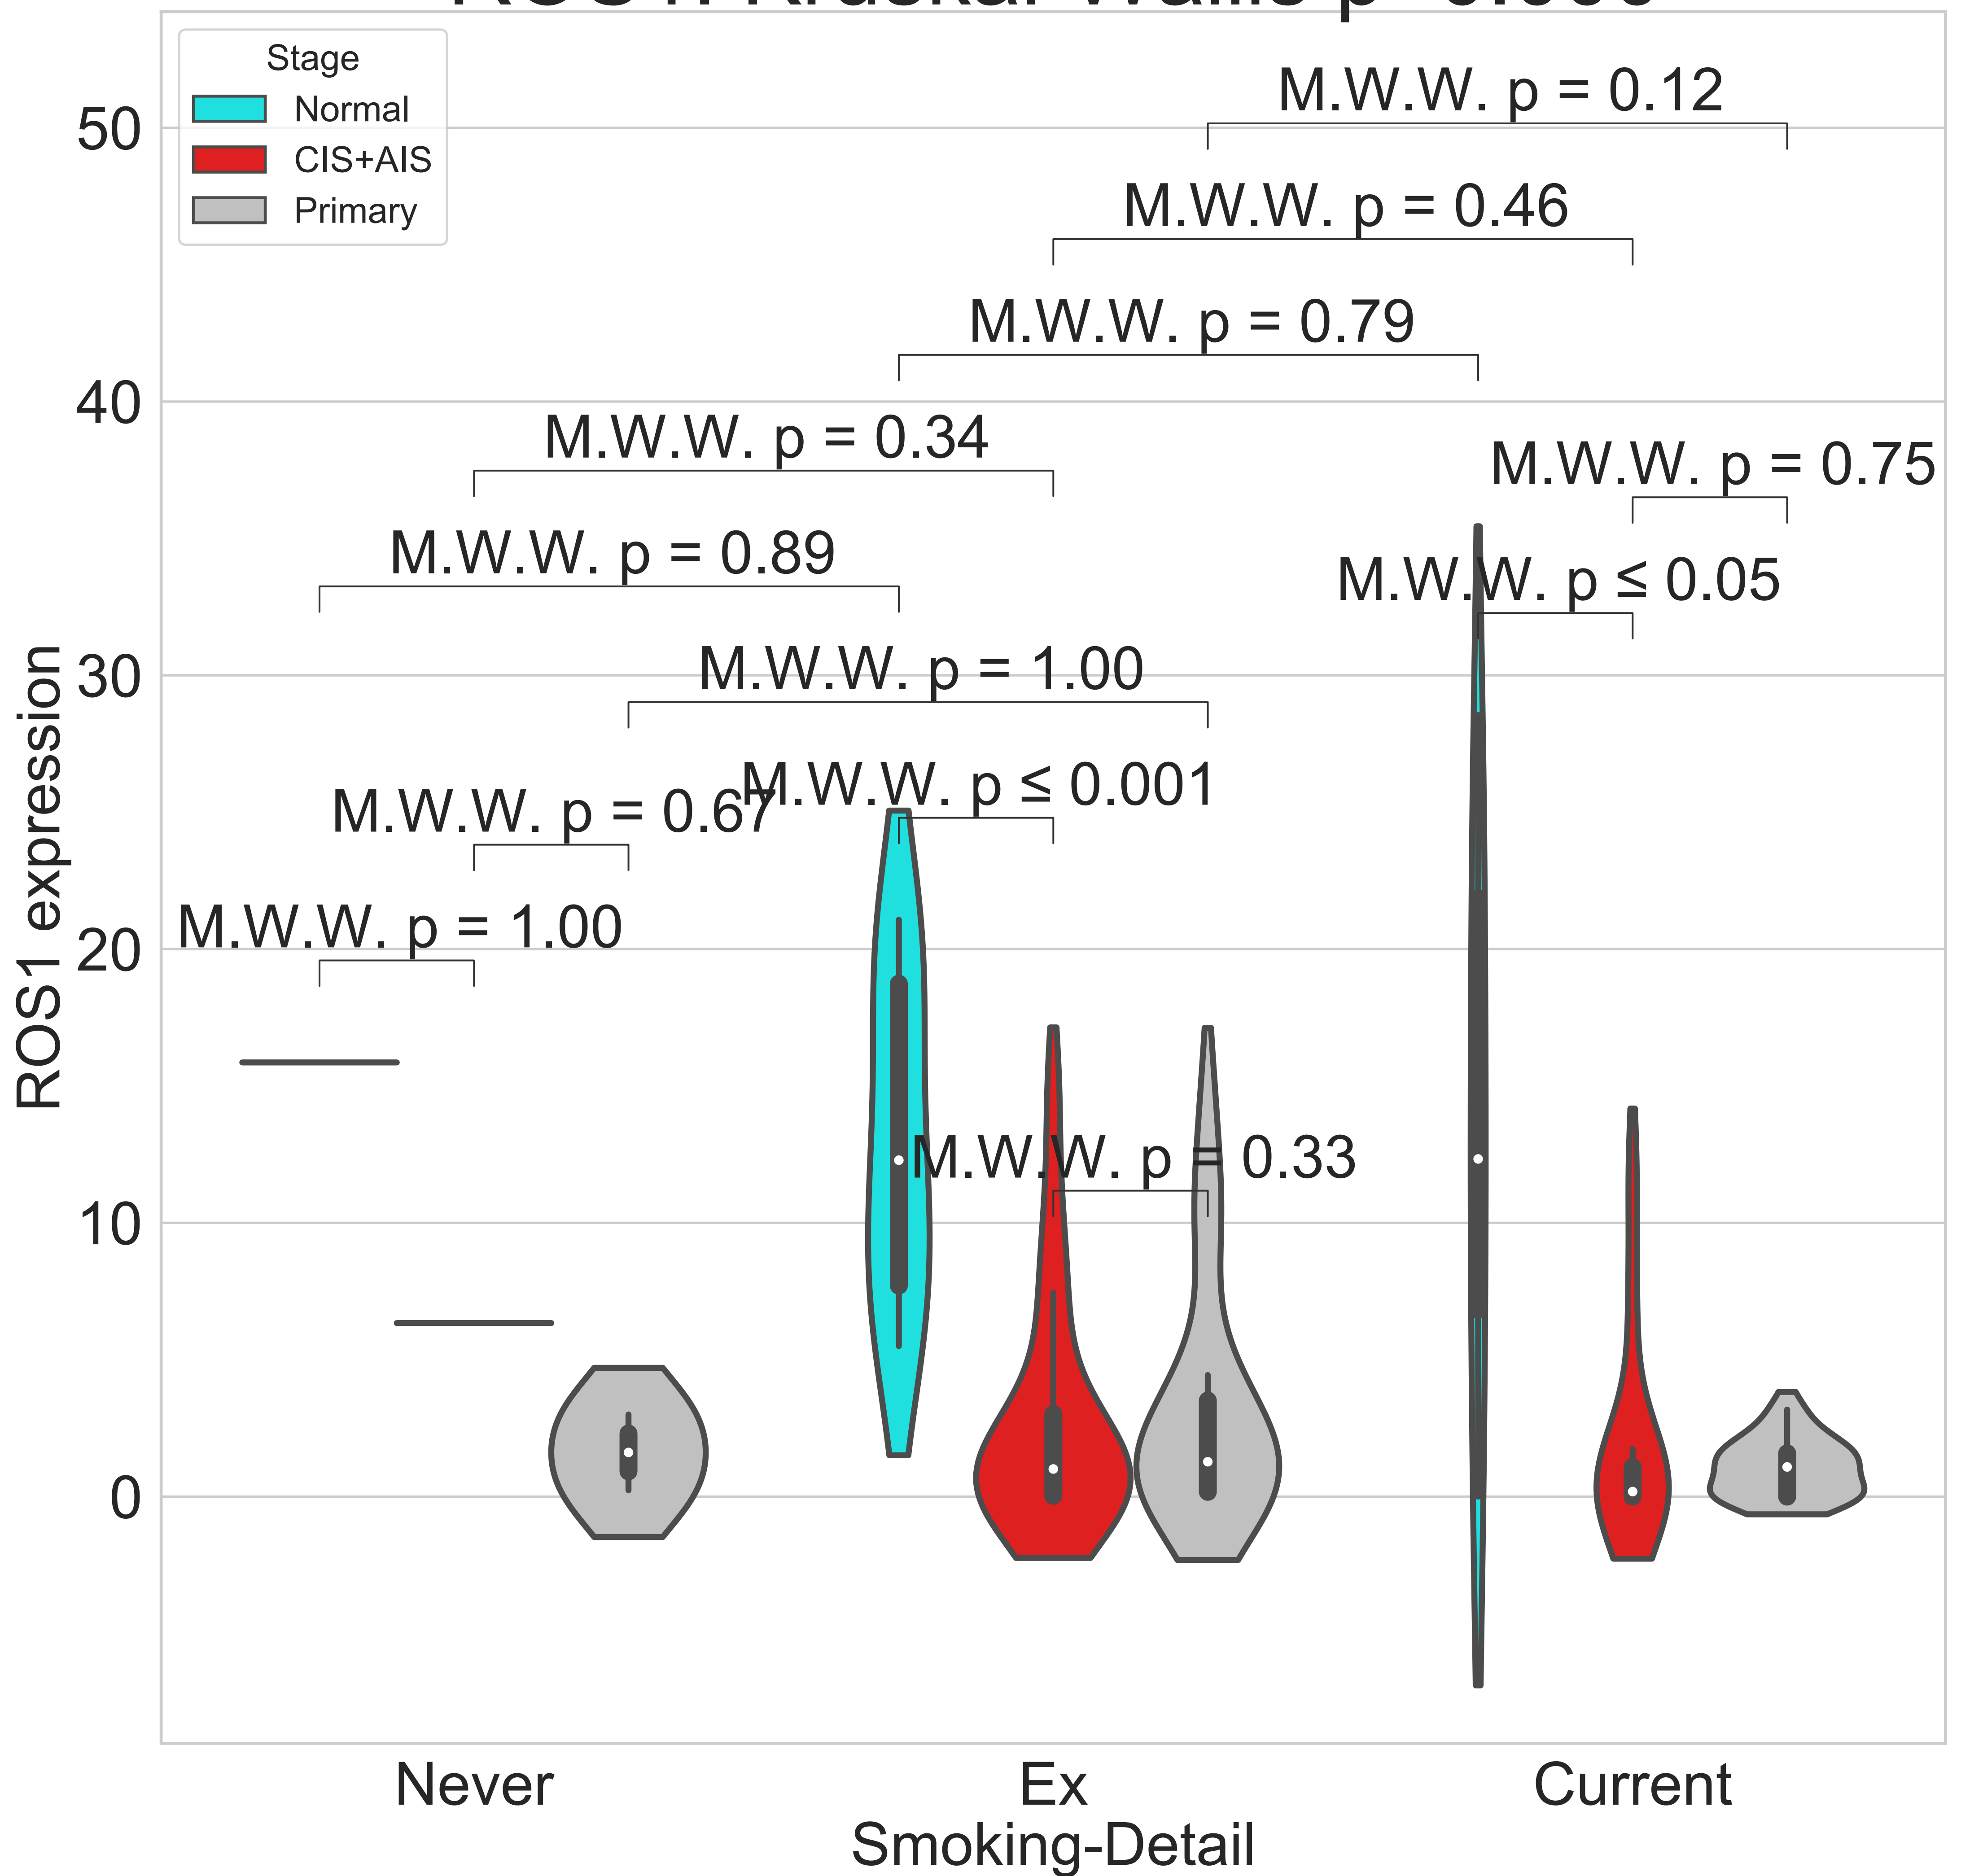 Stage
Normal
CIS+AIS
Primary
M.W.W. p = 0.12
M.W.W. p = 0.46
M.W.W. p = 0.79
M.W.W. p = 0.34
M.W.W. p = 0.75
M.W.W. p = 0.89
M.W.W. p ≤ 0.05
M.W.W. p = 1.00
M.W.W. p ≤ 0.001
M.W.W. p = 0.67
M.W.W. p = 1.00
M.W.W. p = 0.33
ROS1 expression
50
40
30
20
10
0
Never
Ex
Current
Smoking-Detail